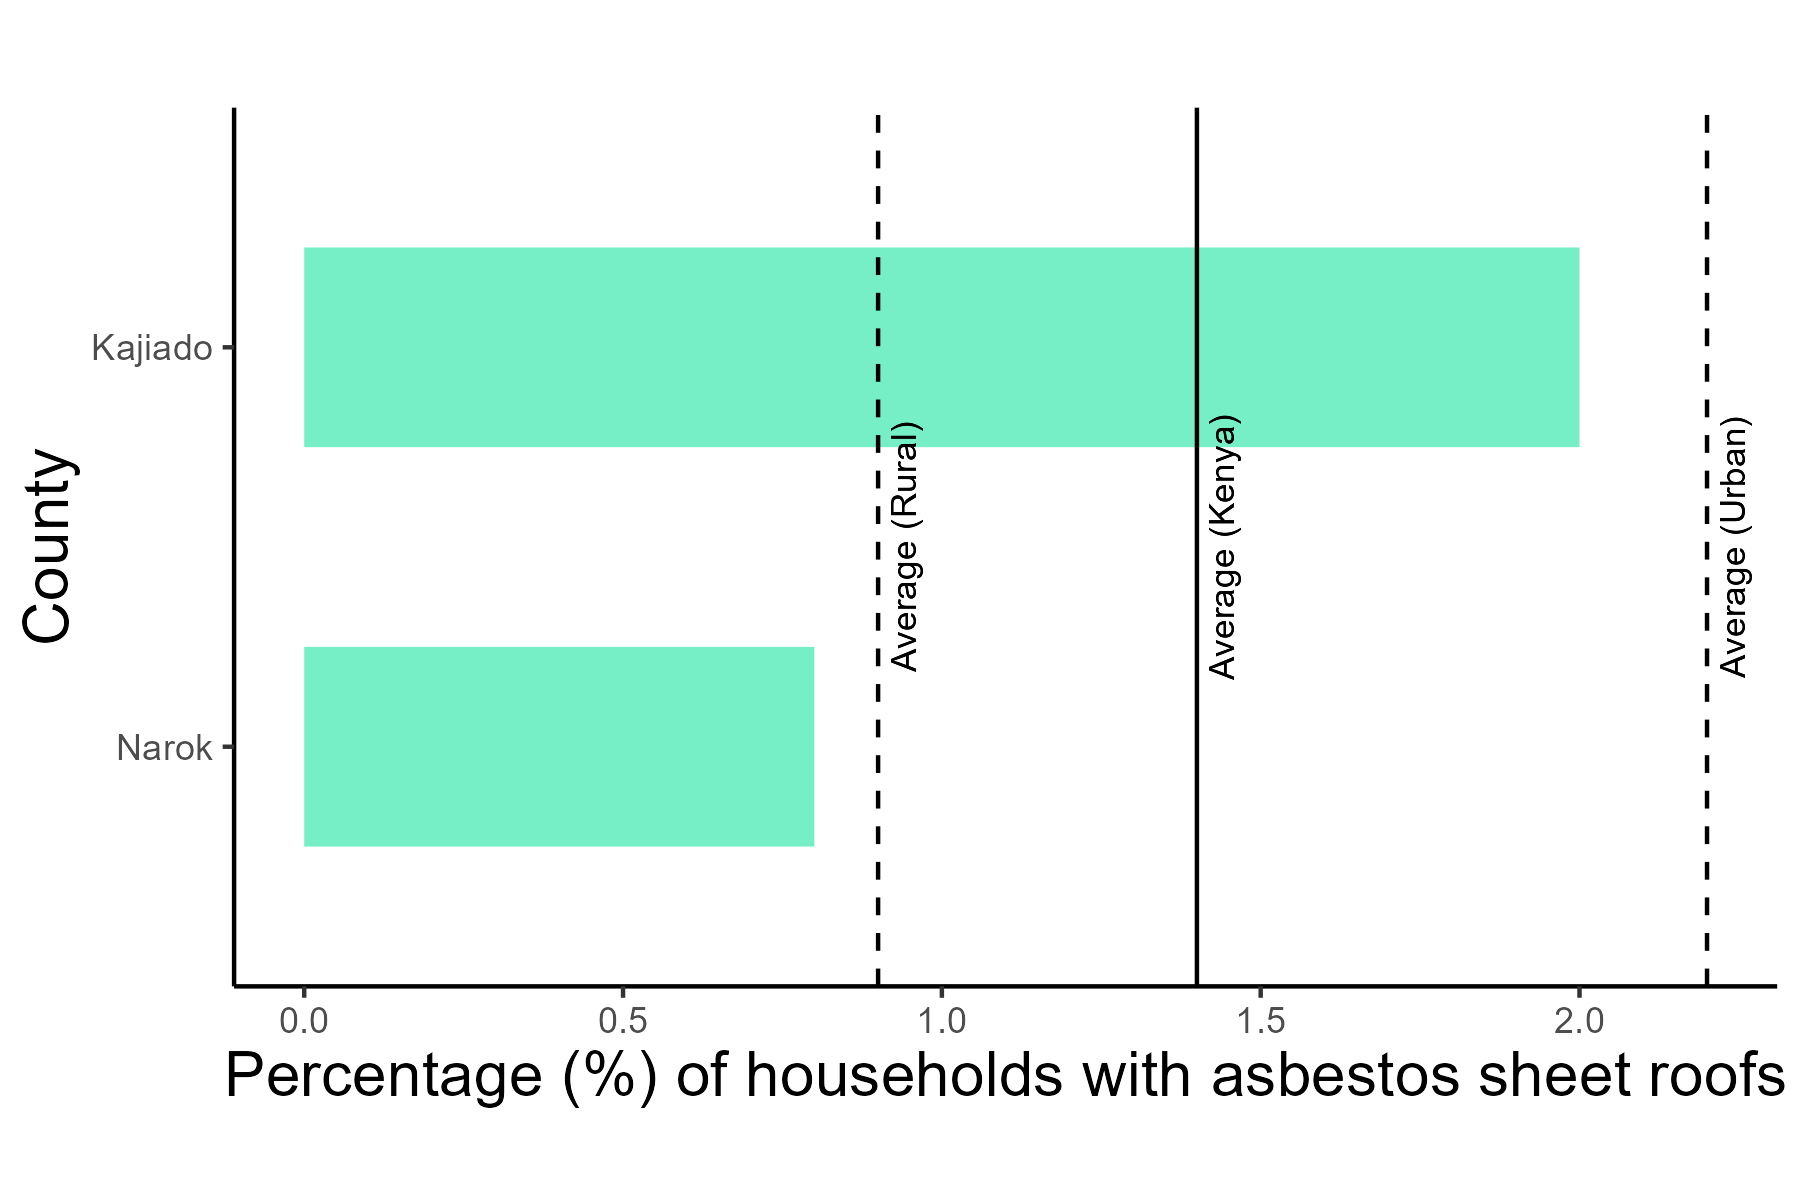 County
Kajiado
Narok
Average (Rural)
Average (Kenya)
Average (Urban)
0.0 0.5 1.0 1.5 2.0
Percentage (%) of households with asbestos sheet roofs